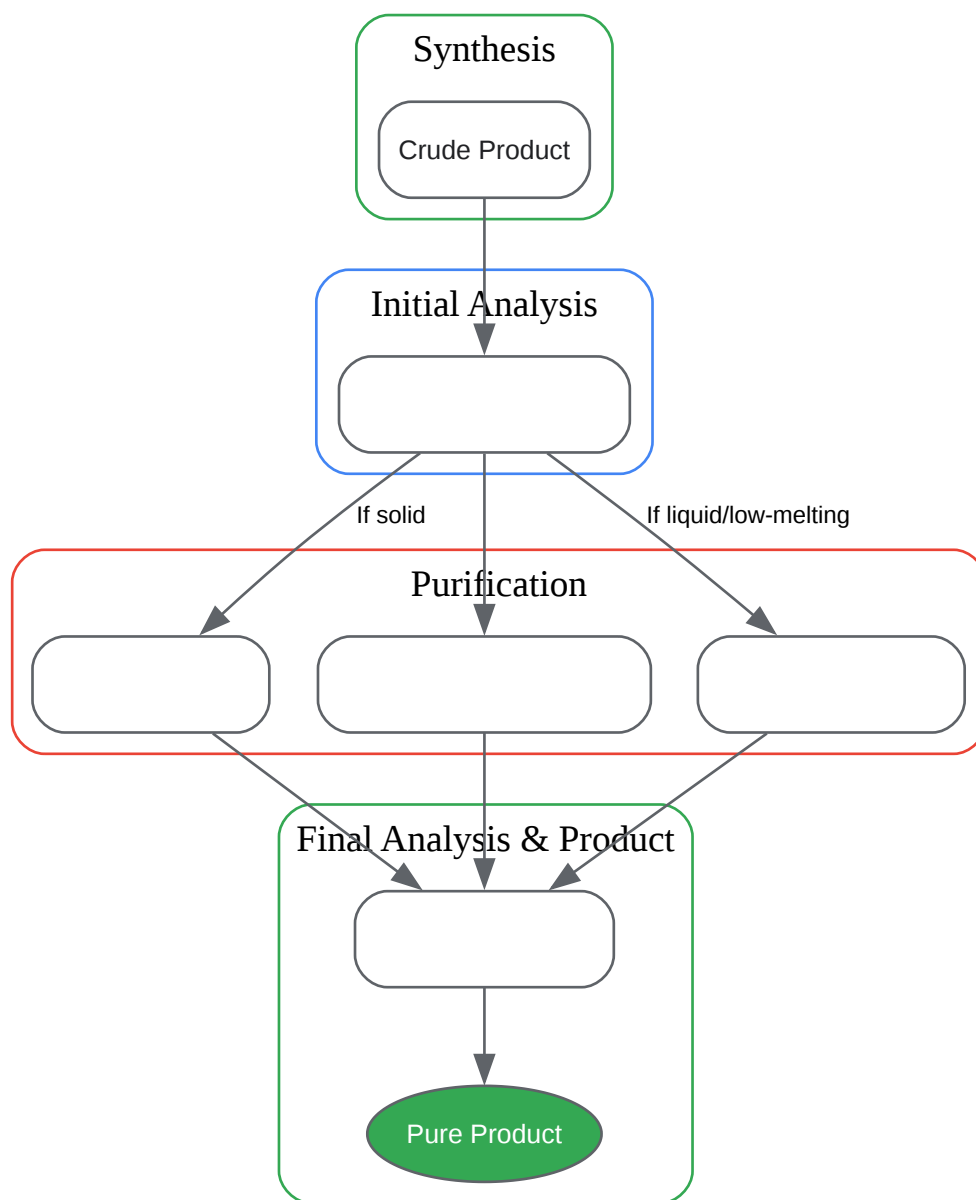 Synthesis
Crude Product
Initial Analysis
If solid
If liquid/low-melting
Purification
Final Analysis & Product
Pure Product